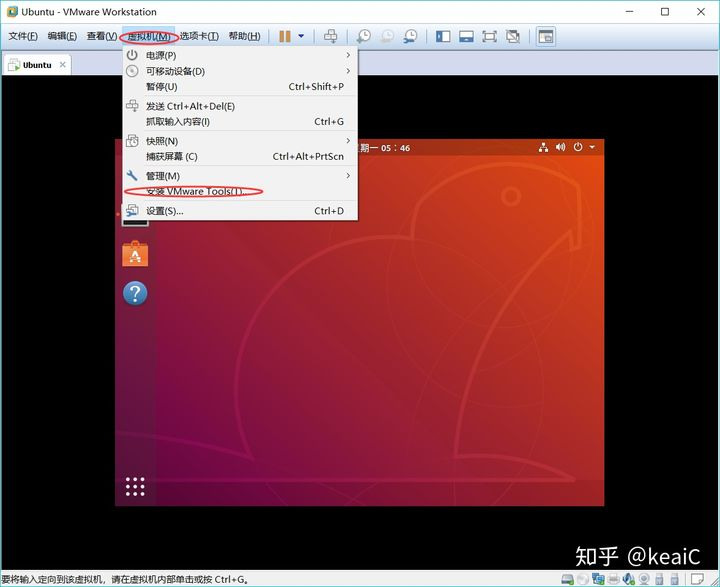 Ubuntu - VMware Workstation
文件(F) 编辑(E) 查看(V) 虚拟机(M) 选项卡(T) 帮助(H)
Ubuntu
电源(P)
可移动设备(D)
暂停(U) Ctrl+Shift+P
发送 Ctrl+Alt+Del(E)
抓取输入内容(I) Ctrl+G
快照(N)
捕获屏幕 (C) Ctrl+Alt+PrtScn
管理(M)
安装 VMware Tools(T)...
设置(S)... Ctrl+D
期一 05：46
知乎 @keaiC
要将输入定向到该虚拟机，请在虚拟机内部单击或按 Ctrl+G。